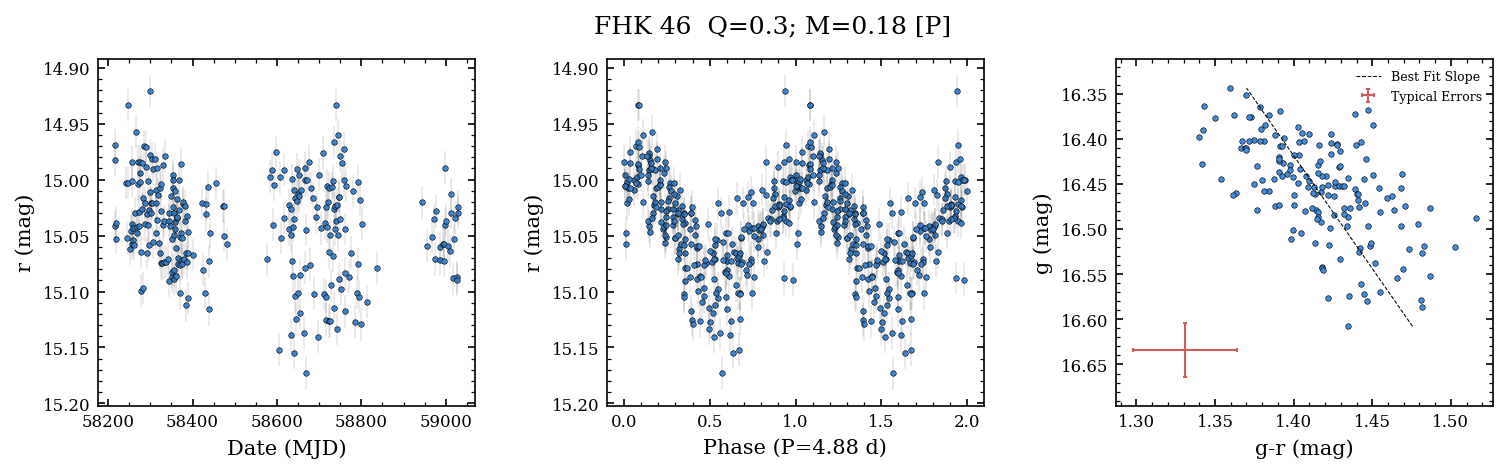 FHK 46  Q=0.3; M=0.18 [P]
r (mag)
14.90
14.95
15.00
15.05
15.10
15.15
15.20
58200 58400 58600 58800 59000
Date (MJD)
r (mag)
14.90
14.95
15.00
15.05
15.10
15.15
15.20
0.0 0.5 1.0 1.5 2.0
Phase (P=4.88 d)
g (mag)
16.35
16.40
16.45
16.50
16.55
16.60
16.65
Best Fit Slope
Typical Errors
1.30 1.35 1.40 1.45 1.50
g-r (mag)